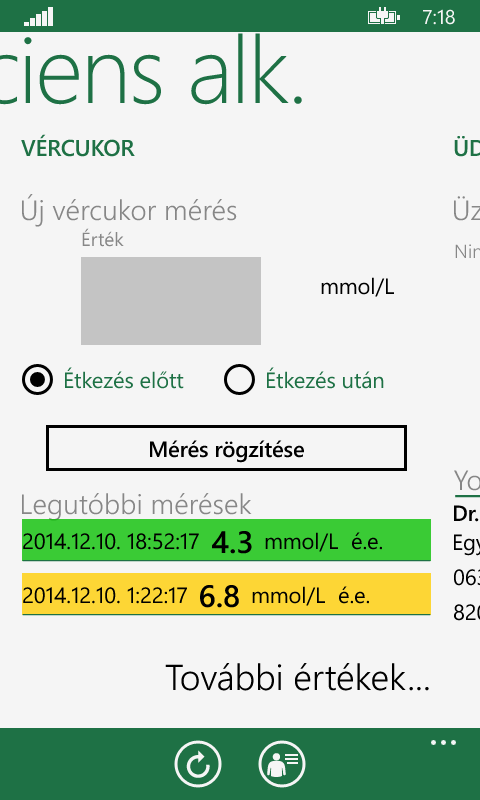 7:18
ciens alk.
VÉRCUKOR
ÜD
Új vércukor mérés
Üz
Érték
Nin
mmol/L
Étkezés előtt
Étkezés után
Mérés rögzítése
Legutóbbi mérések
Yo
Dr.
2014.12.10. 18:52:17 4.3 mmol/L é.e.
Egy
063
2014.12.10. 1:22:17 6.8 mmol/L é.e.
820
További értékek...